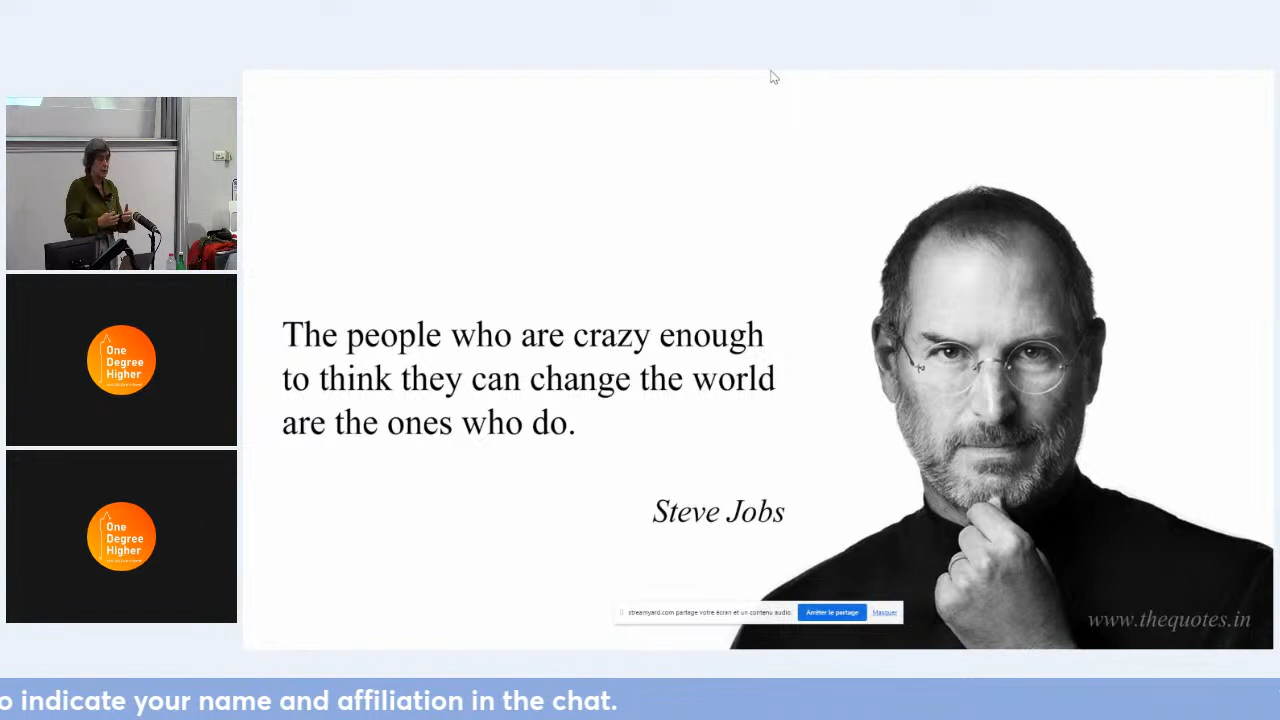 One
Degree
Higher
One
Degree
Higher
The people who are crazy enough
to think they can change the world
are the ones who do.
Steve Jobs
streamyard.com partage votre écran et un contenu audio.
Arrêter le partage
Masquer
www.thequotes.in
o indicate your name and affiliation in the chat.